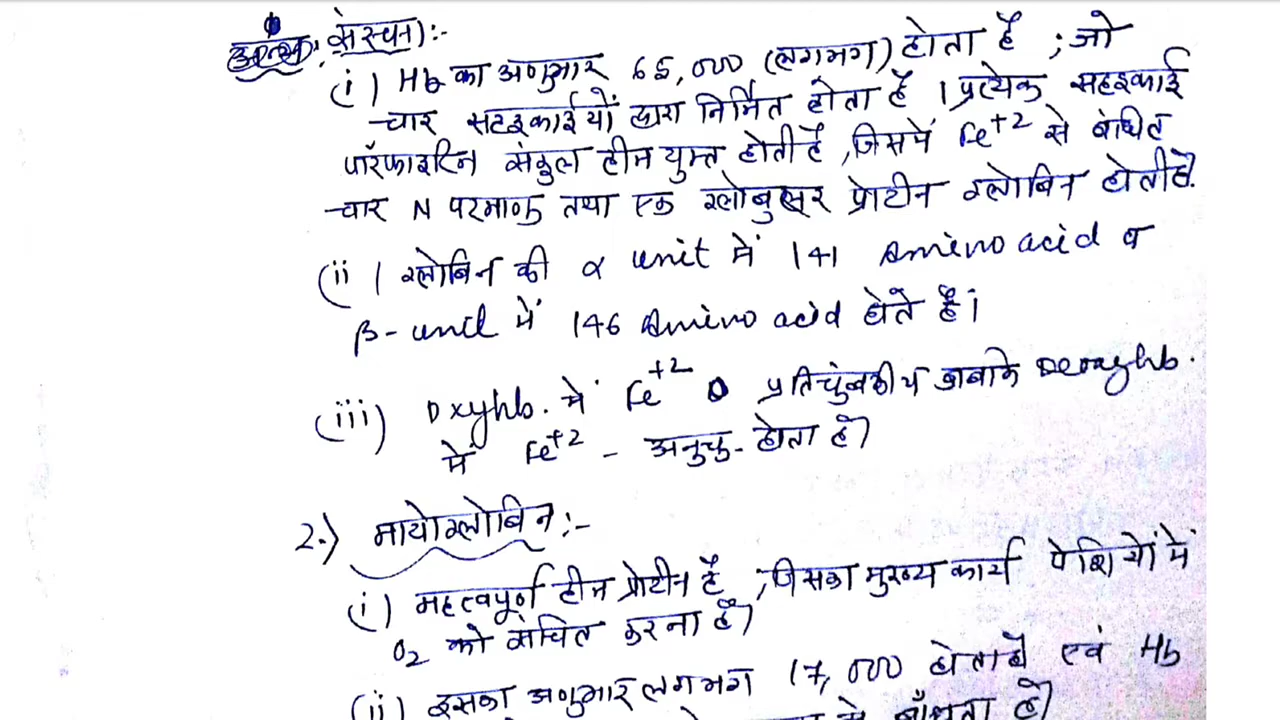 संरचना:-
(i) Hb का अणुभार 65,000 (लगभग) होता है ; जो
चार सहइकाईयों द्वारा निर्मित होता है । प्रत्येक सहइकाई
पॉरफाइरिन संकुल हीम युक्त होती है, जिसमें Fe+2 से बंधित
चार N परमाणु तथा एक ग्लोबुलर प्रोटीन ग्लोबिन होती है.
(ii) ग्लोबिन की α unit में 141 Amino acid व
β-unit में 146 Amino acid होते हैं।
(iii) Oxyhb. में Fe+2 प्रतिचुंबकीय जबकि Deoxyhb.
में Fe+2 - अनुचु. होता है।
2.) मायोग्लोबिन:-
(i) महत्वपूर्ण हीम प्रोटीन है, जिसका मुख्य कार्य पेशियों में
O2 को संचित करना है।
(ii) इसका अणुभार लगभग 17,000 होता है एवं Hb
बाँधता है।